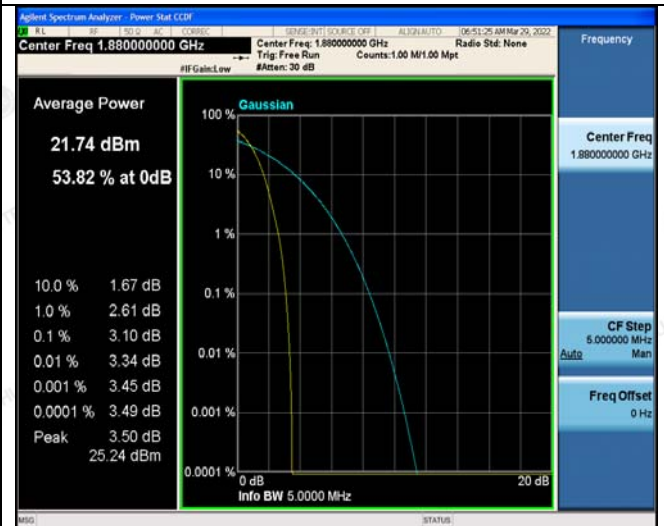 Agilent Spectrum Analyzer - Power Stat CCDF
RL RF 50 Ω AC CORREC SENSE:INT SOURCE OFF ALIGNAUTO 06:51:25 AM Mar 29, 2022
Center Freq 1.880000000 GHz
Center Freq: 1.880000000 GHz Radio Std: None
Trig: Free Run Counts:1.00 M/1.00 Mpt
#IFGain:Low #Atten: 30 dB
Frequency
Average Power
21.74 dBm
53.82 % at 0dB
10.0 % 1.67 dB
1.0 % 2.61 dB
0.1 % 3.10 dB
0.01 % 3.34 dB
0.001 % 3.45 dB
0.0001 % 3.49 dB
Peak 3.50 dB
25.24 dBm
Gaussian
100 %
10 %
1 %
0.1 %
0.01 %
0.001 %
0.0001 %
0 dB 20 dB
Info BW 5.0000 MHz
Center Freq
1.880000000 GHz
CF Step
5.000000 MHz
Auto Man
Freq Offset
0 Hz
MSG STATUS